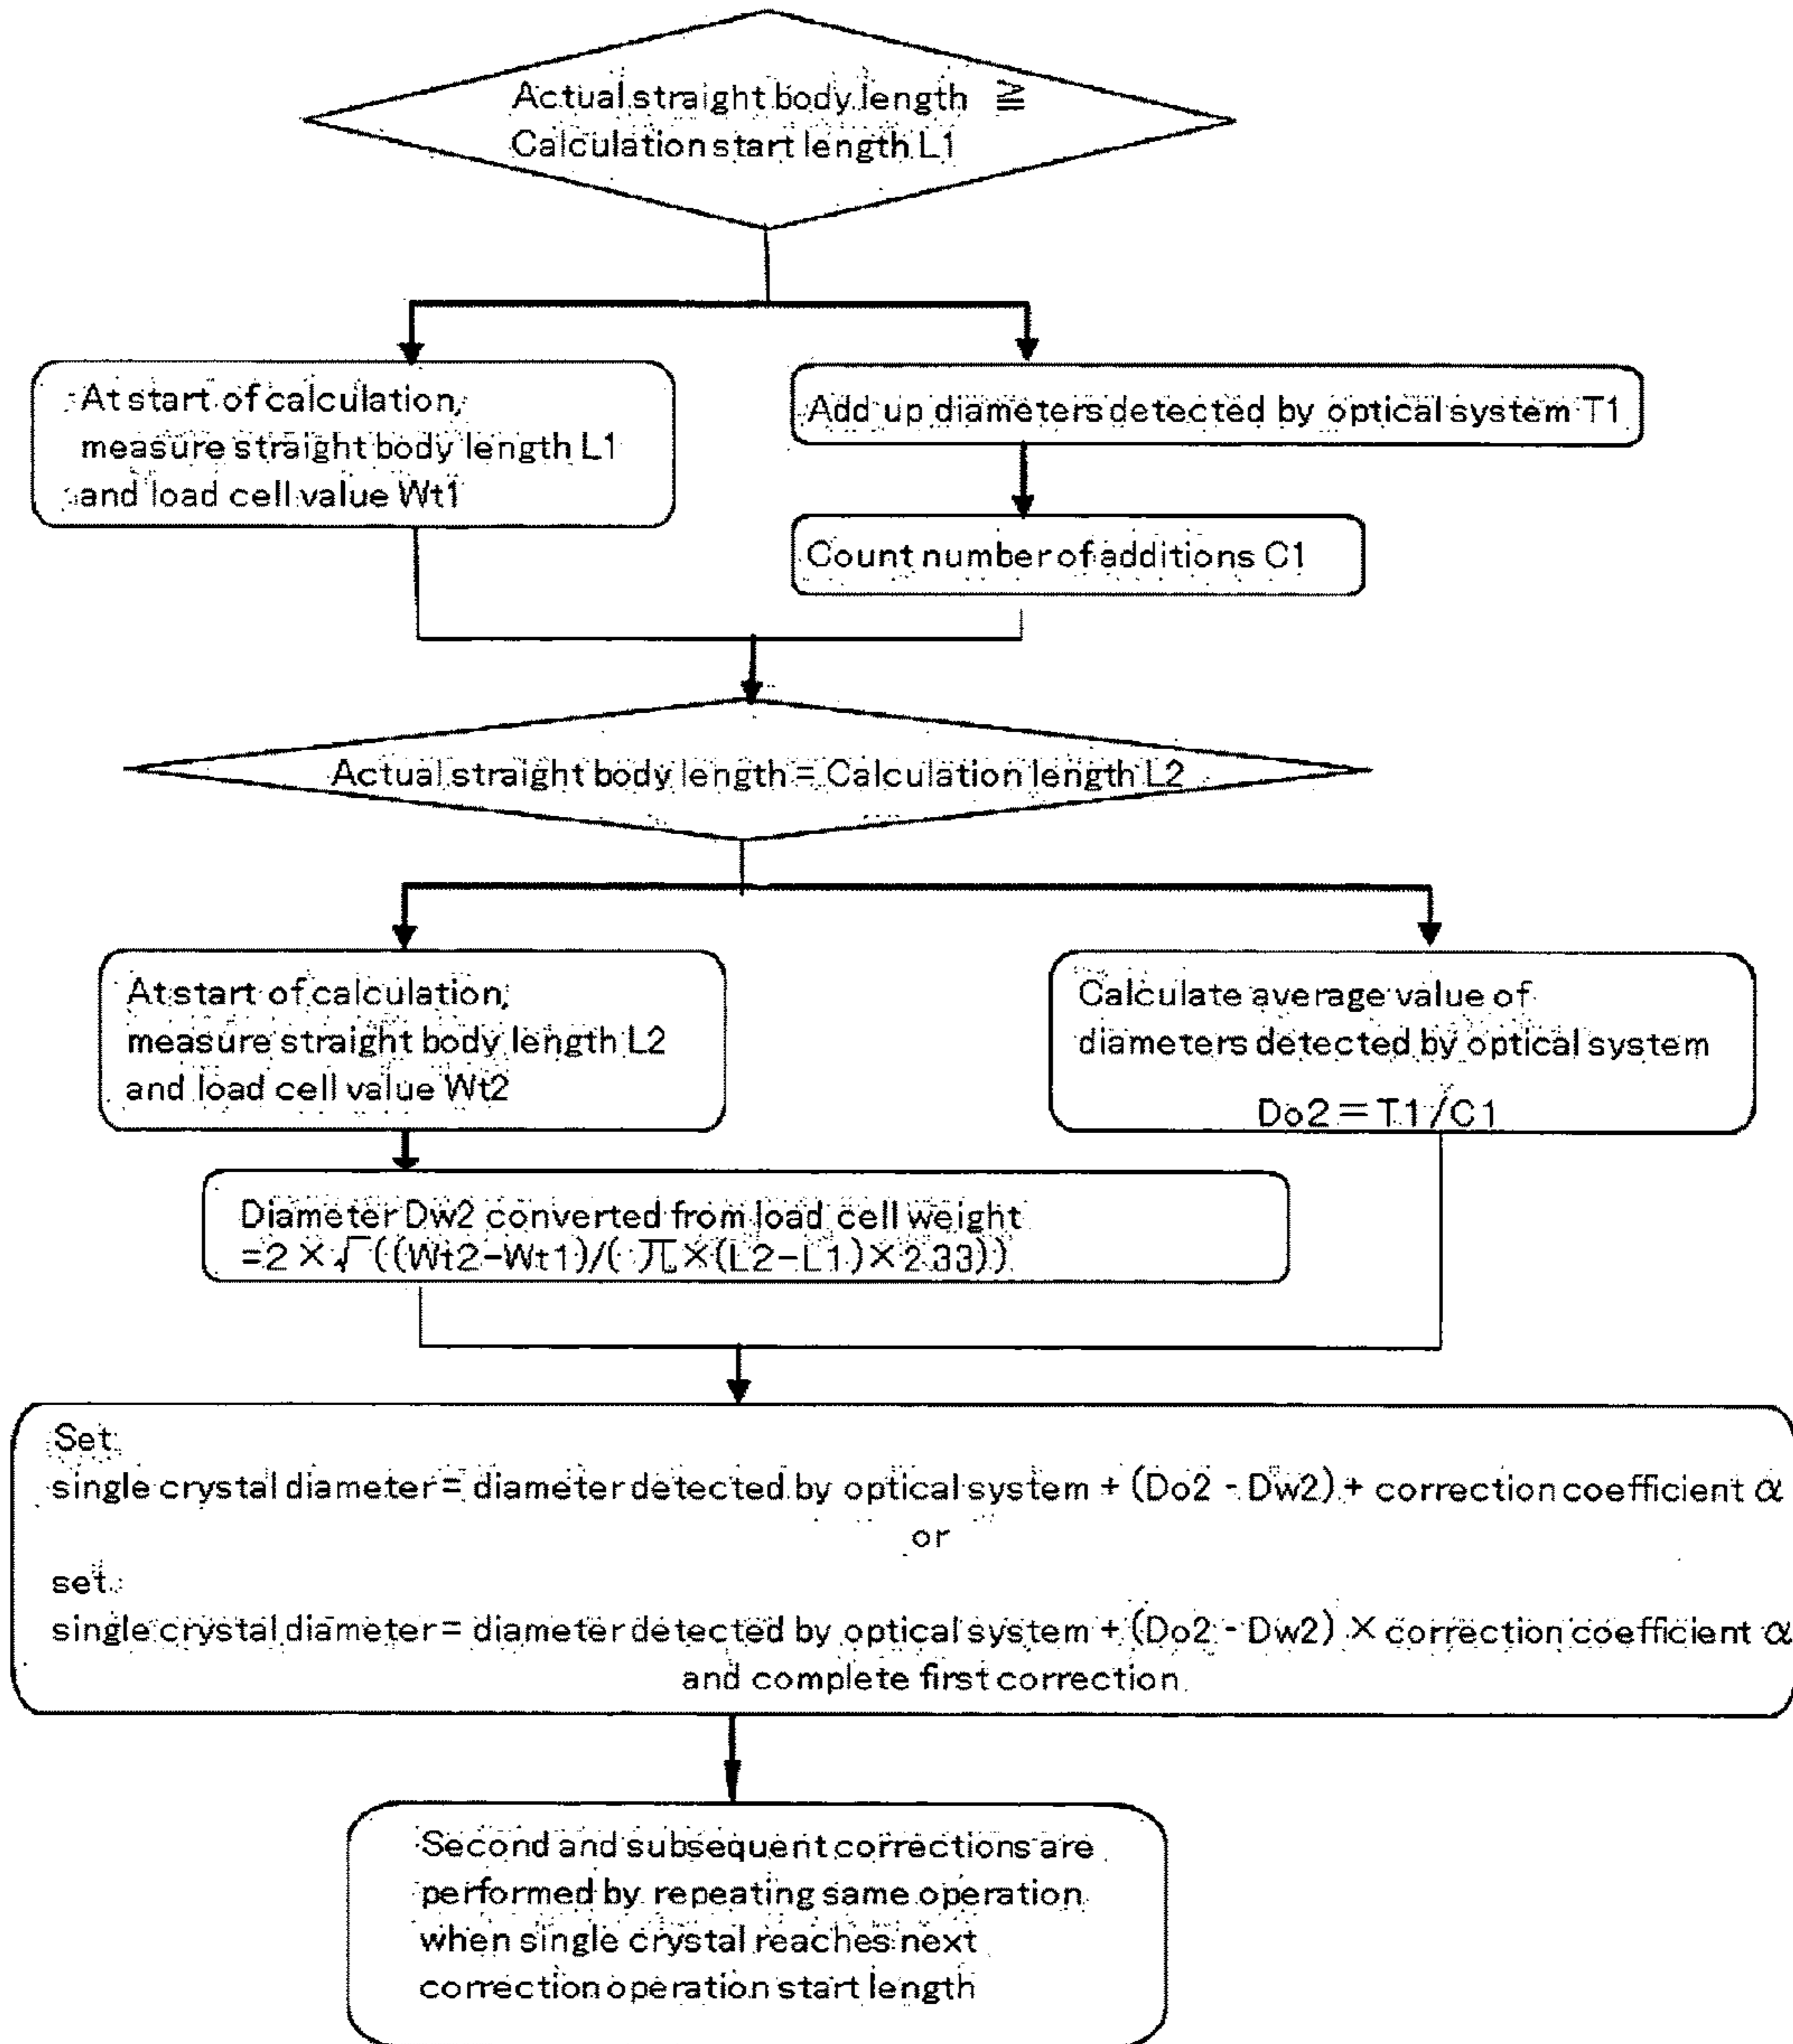 Actual straight body length ≧
Calculation start length L1
At start of calculation,
measure straight body length L1
and load cell value Wt1
Add up diameters detected by optical system T1
Count number of additions C1
Actual straight body length = Calculation length L2
At start of calculation,
measure straight body length L2
and load cell value Wt2
Calculate average value of
diameters detected by optical system
Do2 = T1/C1
Diameter Dw2 converted from load cell weight
=2 × √ ((Wt2-Wt1)/( π × (L2-L1) × 2.33))
Set
single crystal diameter = diameter detected by optical system + (Do2 - Dw2) + correction coefficient α
or
set
single crystal diameter = diameter detected by optical system + (Do2 - Dw2) × correction coefficient α
and complete first correction.
Second and subsequent corrections are
performed by repeating same operation
when single crystal reaches next
correction operation start length